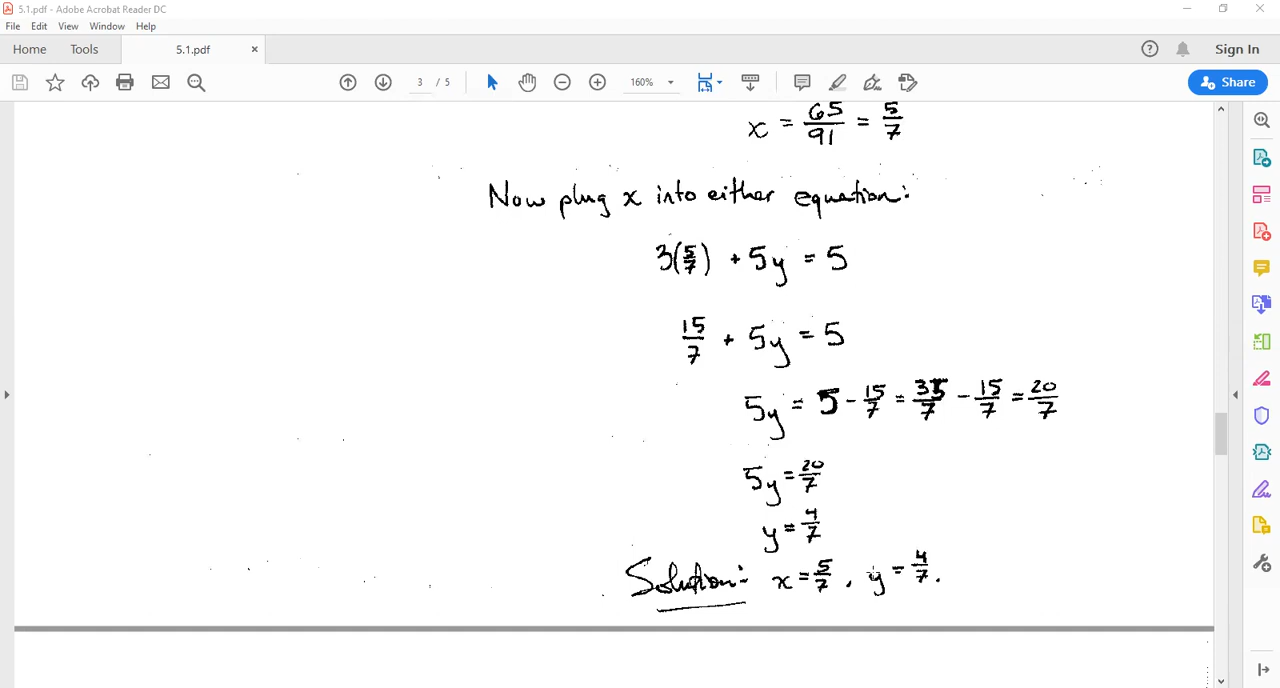 5.1.pdf - Adobe Acrobat Reader DC
File Edit View Window Help
Home Tools 5.1.pdf × Sign In
3 / 5 160% Share
x = 65/91 = 5/7
Now plug x into either equation:
3(5/7) + 5y = 5
15/7 + 5y = 5
5y = 5 - 15/7 = 35/7 - 15/7 = 20/7
5y = 20/7
y = 4/7
Solution: x = 5/7, y = 4/7.